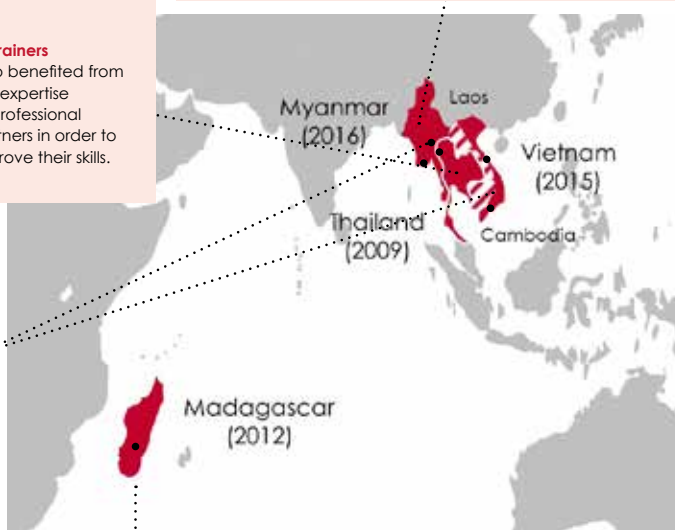 rainers
benefited from
expertise
rofessional
tners in order to
rove their skills.
Myanmar
(2016)
Laos
Vietnam
(2015)
Thailand
(2009)
Cambodia
Madagascar
(2012)